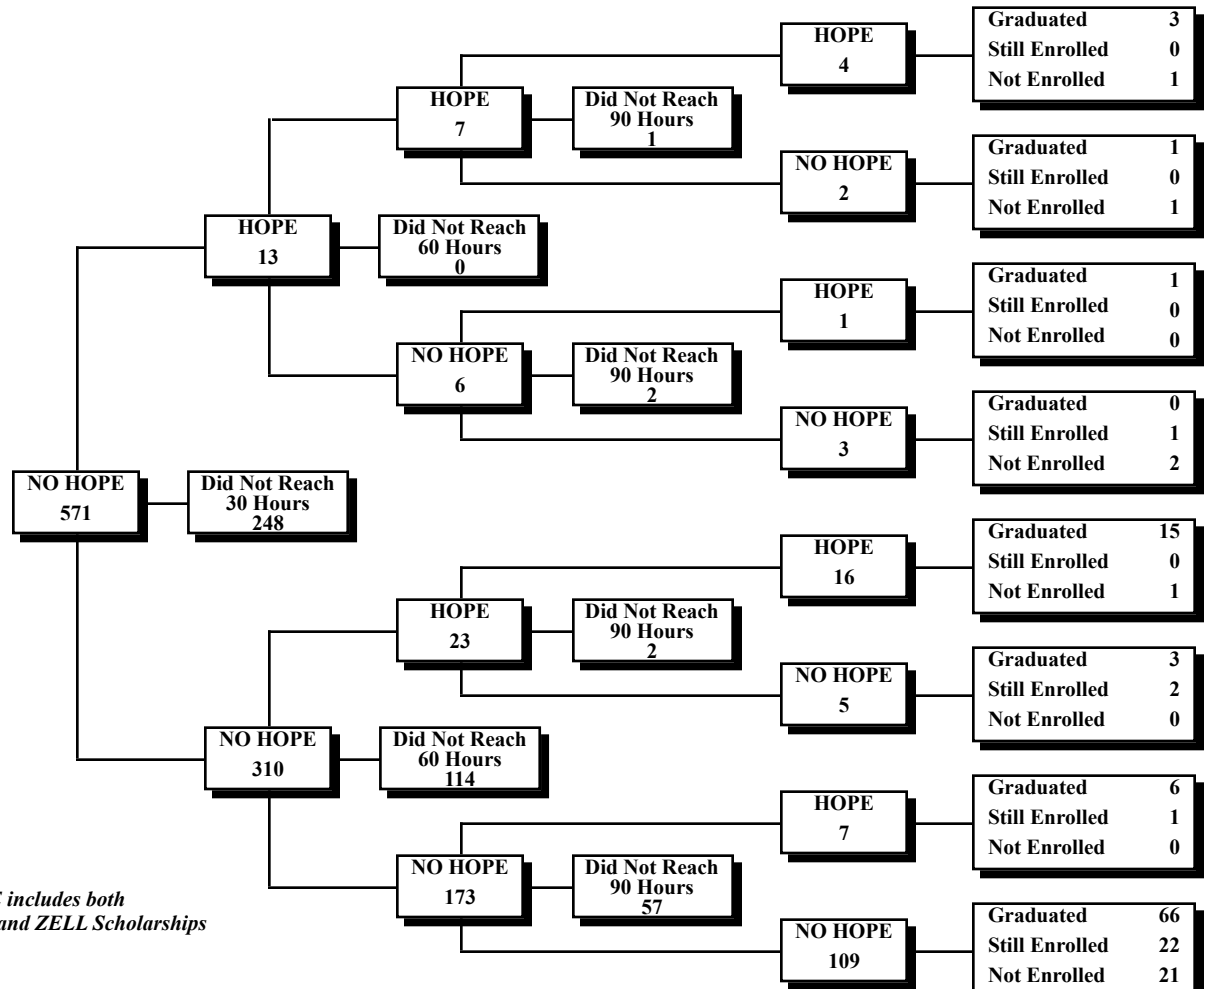 HOPE
4
Graduated 3
Still Enrolled 0
Not Enrolled 1
HOPE
7
Did Not Reach
90 Hours
1
NO HOPE
2
Graduated 1
Still Enrolled 0
Not Enrolled 1
HOPE
13
Did Not Reach
60 Hours
0
HOPE
1
Graduated 1
Still Enrolled 0
Not Enrolled 0
NO HOPE
6
Did Not Reach
90 Hours
2
NO HOPE
3
Graduated 0
Still Enrolled 1
Not Enrolled 2
NO HOPE
571
Did Not Reach
30 Hours
248
HOPE
16
Graduated 15
Still Enrolled 0
Not Enrolled 1
HOPE
23
Did Not Reach
90 Hours
2
NO HOPE
5
Graduated 3
Still Enrolled 2
Not Enrolled 0
NO HOPE
310
Did Not Reach
60 Hours
114
HOPE
7
Graduated 6
Still Enrolled 1
Not Enrolled 0
NO HOPE
173
Did Not Reach
90 Hours
57
NO HOPE
109
Graduated 66
Still Enrolled 22
Not Enrolled 21
includes both
and ZELL Scholarships